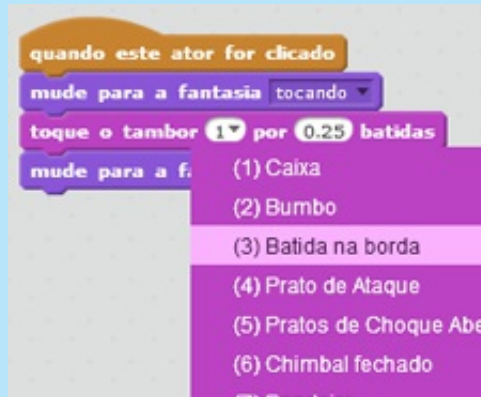 quando este ator for clicado
mude para a fantasia tocando
toque o tambor 1 por 0.25 batidas
mude para a f
(1) Caixa
(2) Bumbo
(3) Batida na borda
(4) Prato de Ataque
(5) Pratos de Choque Abe
(6) Chimbal fechado